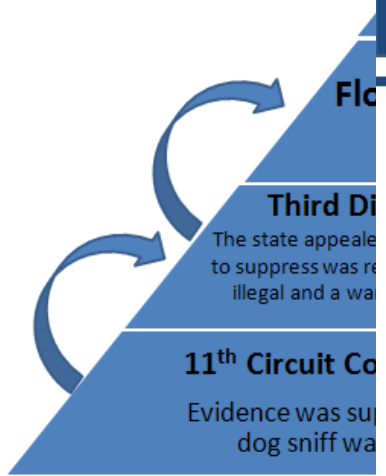 Flo
Third Di
The state appeale
to suppress was re
illegal and a wa
11th Circuit Co
Evidence was sup
dog sniff wa